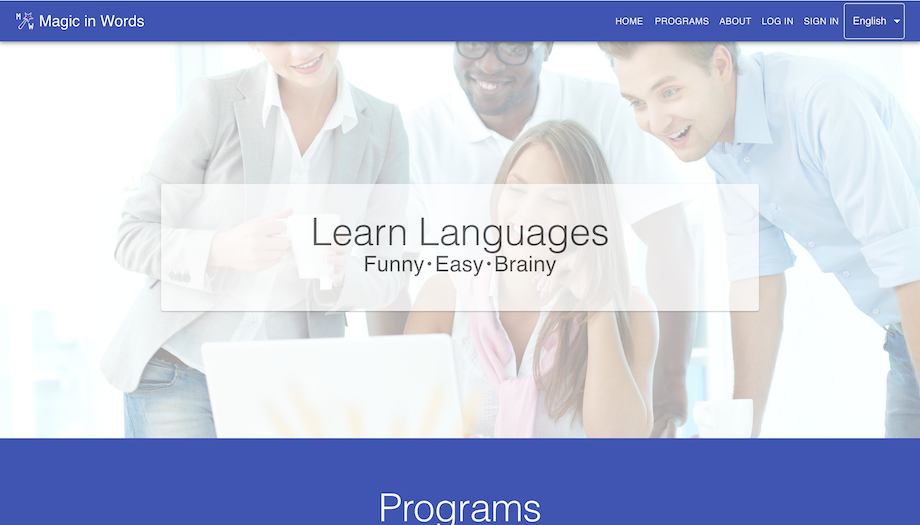 Magic in Words
HOME PROGRAMS ABOUT LOG IN SIGN IN English
Learn Languages
Funny · Easy · Brainy
Programs